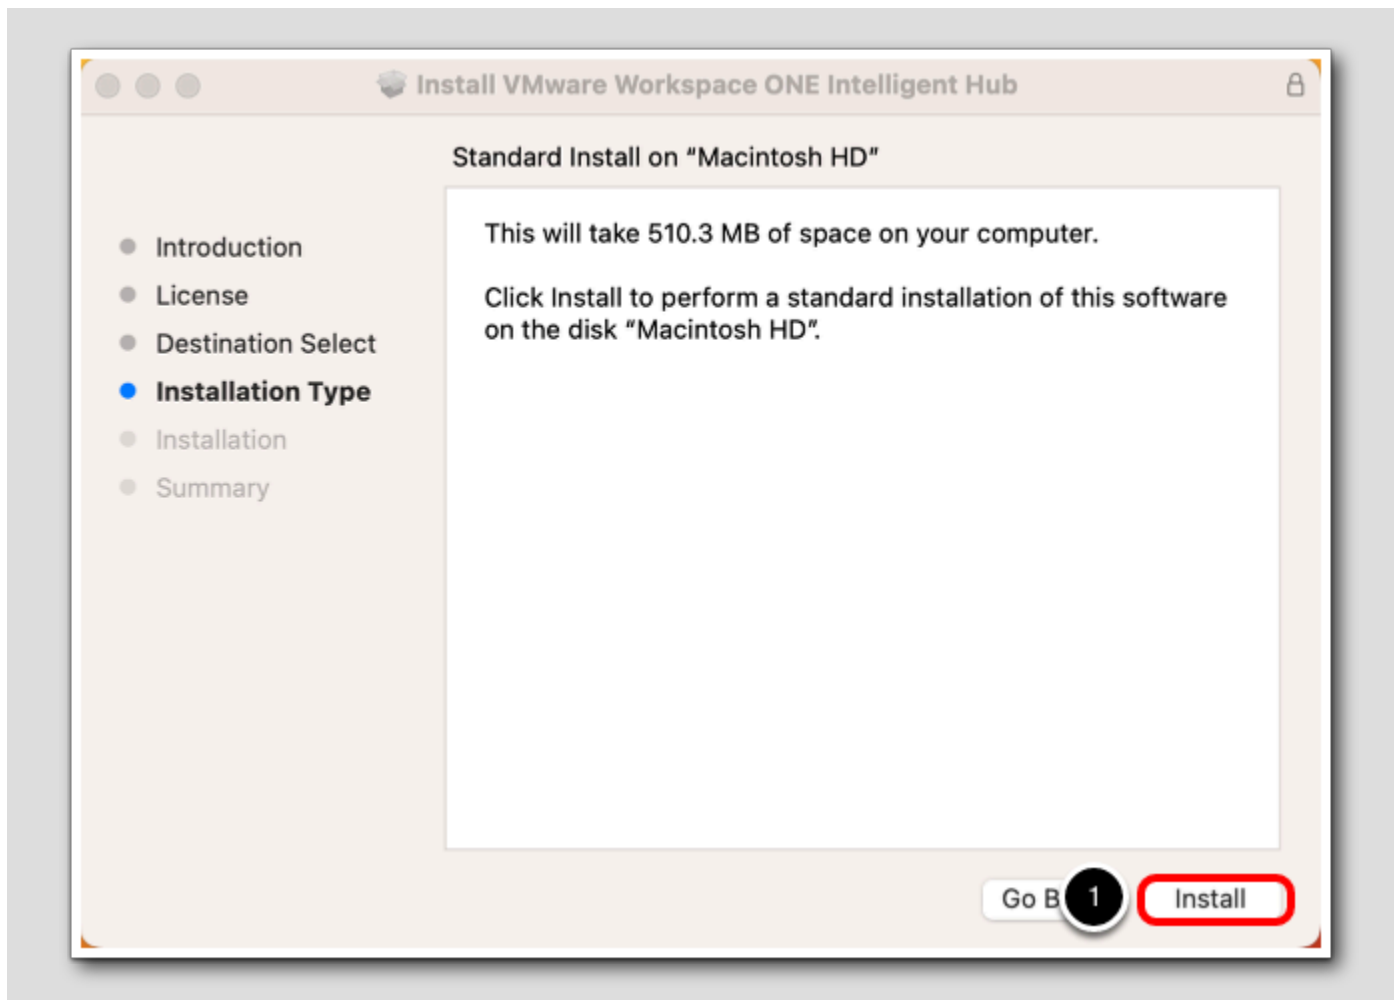 Install VMware Workspace ONE Intelligent Hub
Standard Install on “Macintosh HD”
Introduction
License
Destination Select
Installation Type
Installation
Summary
This will take 510.3 MB of space on your computer.
Click Install to perform a standard installation of this software
on the disk “Macintosh HD”.
Go B
1
Install